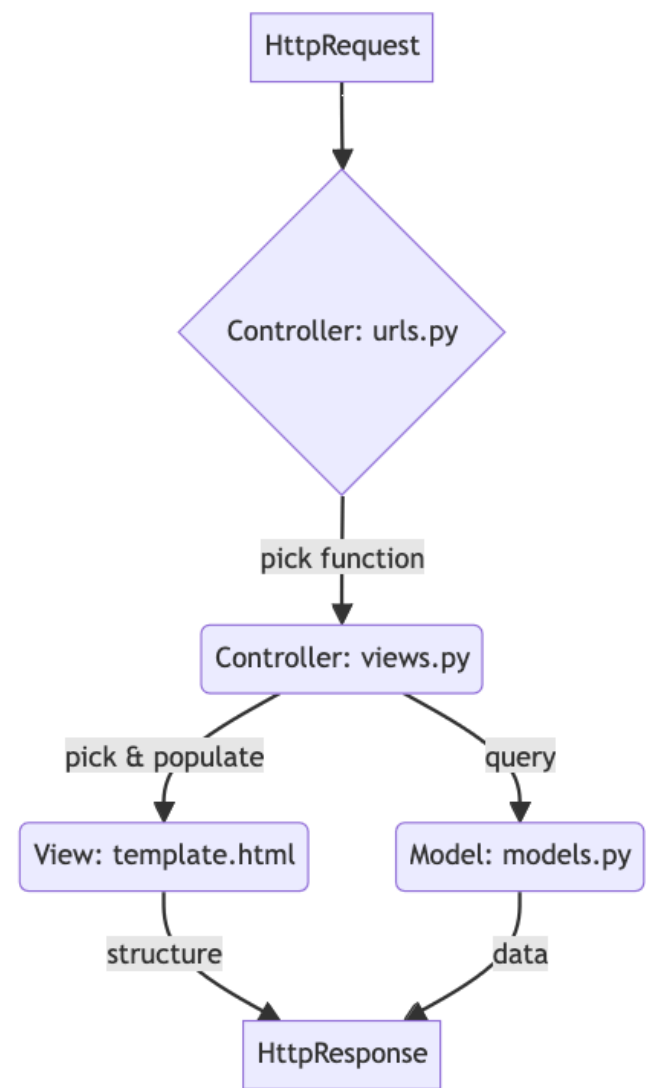 HttpRequest
Controller: urls.py
pick function
Controller: views.py
pick & populate
query
View: template.html
Model: models.py
structure
data
HttpResponse